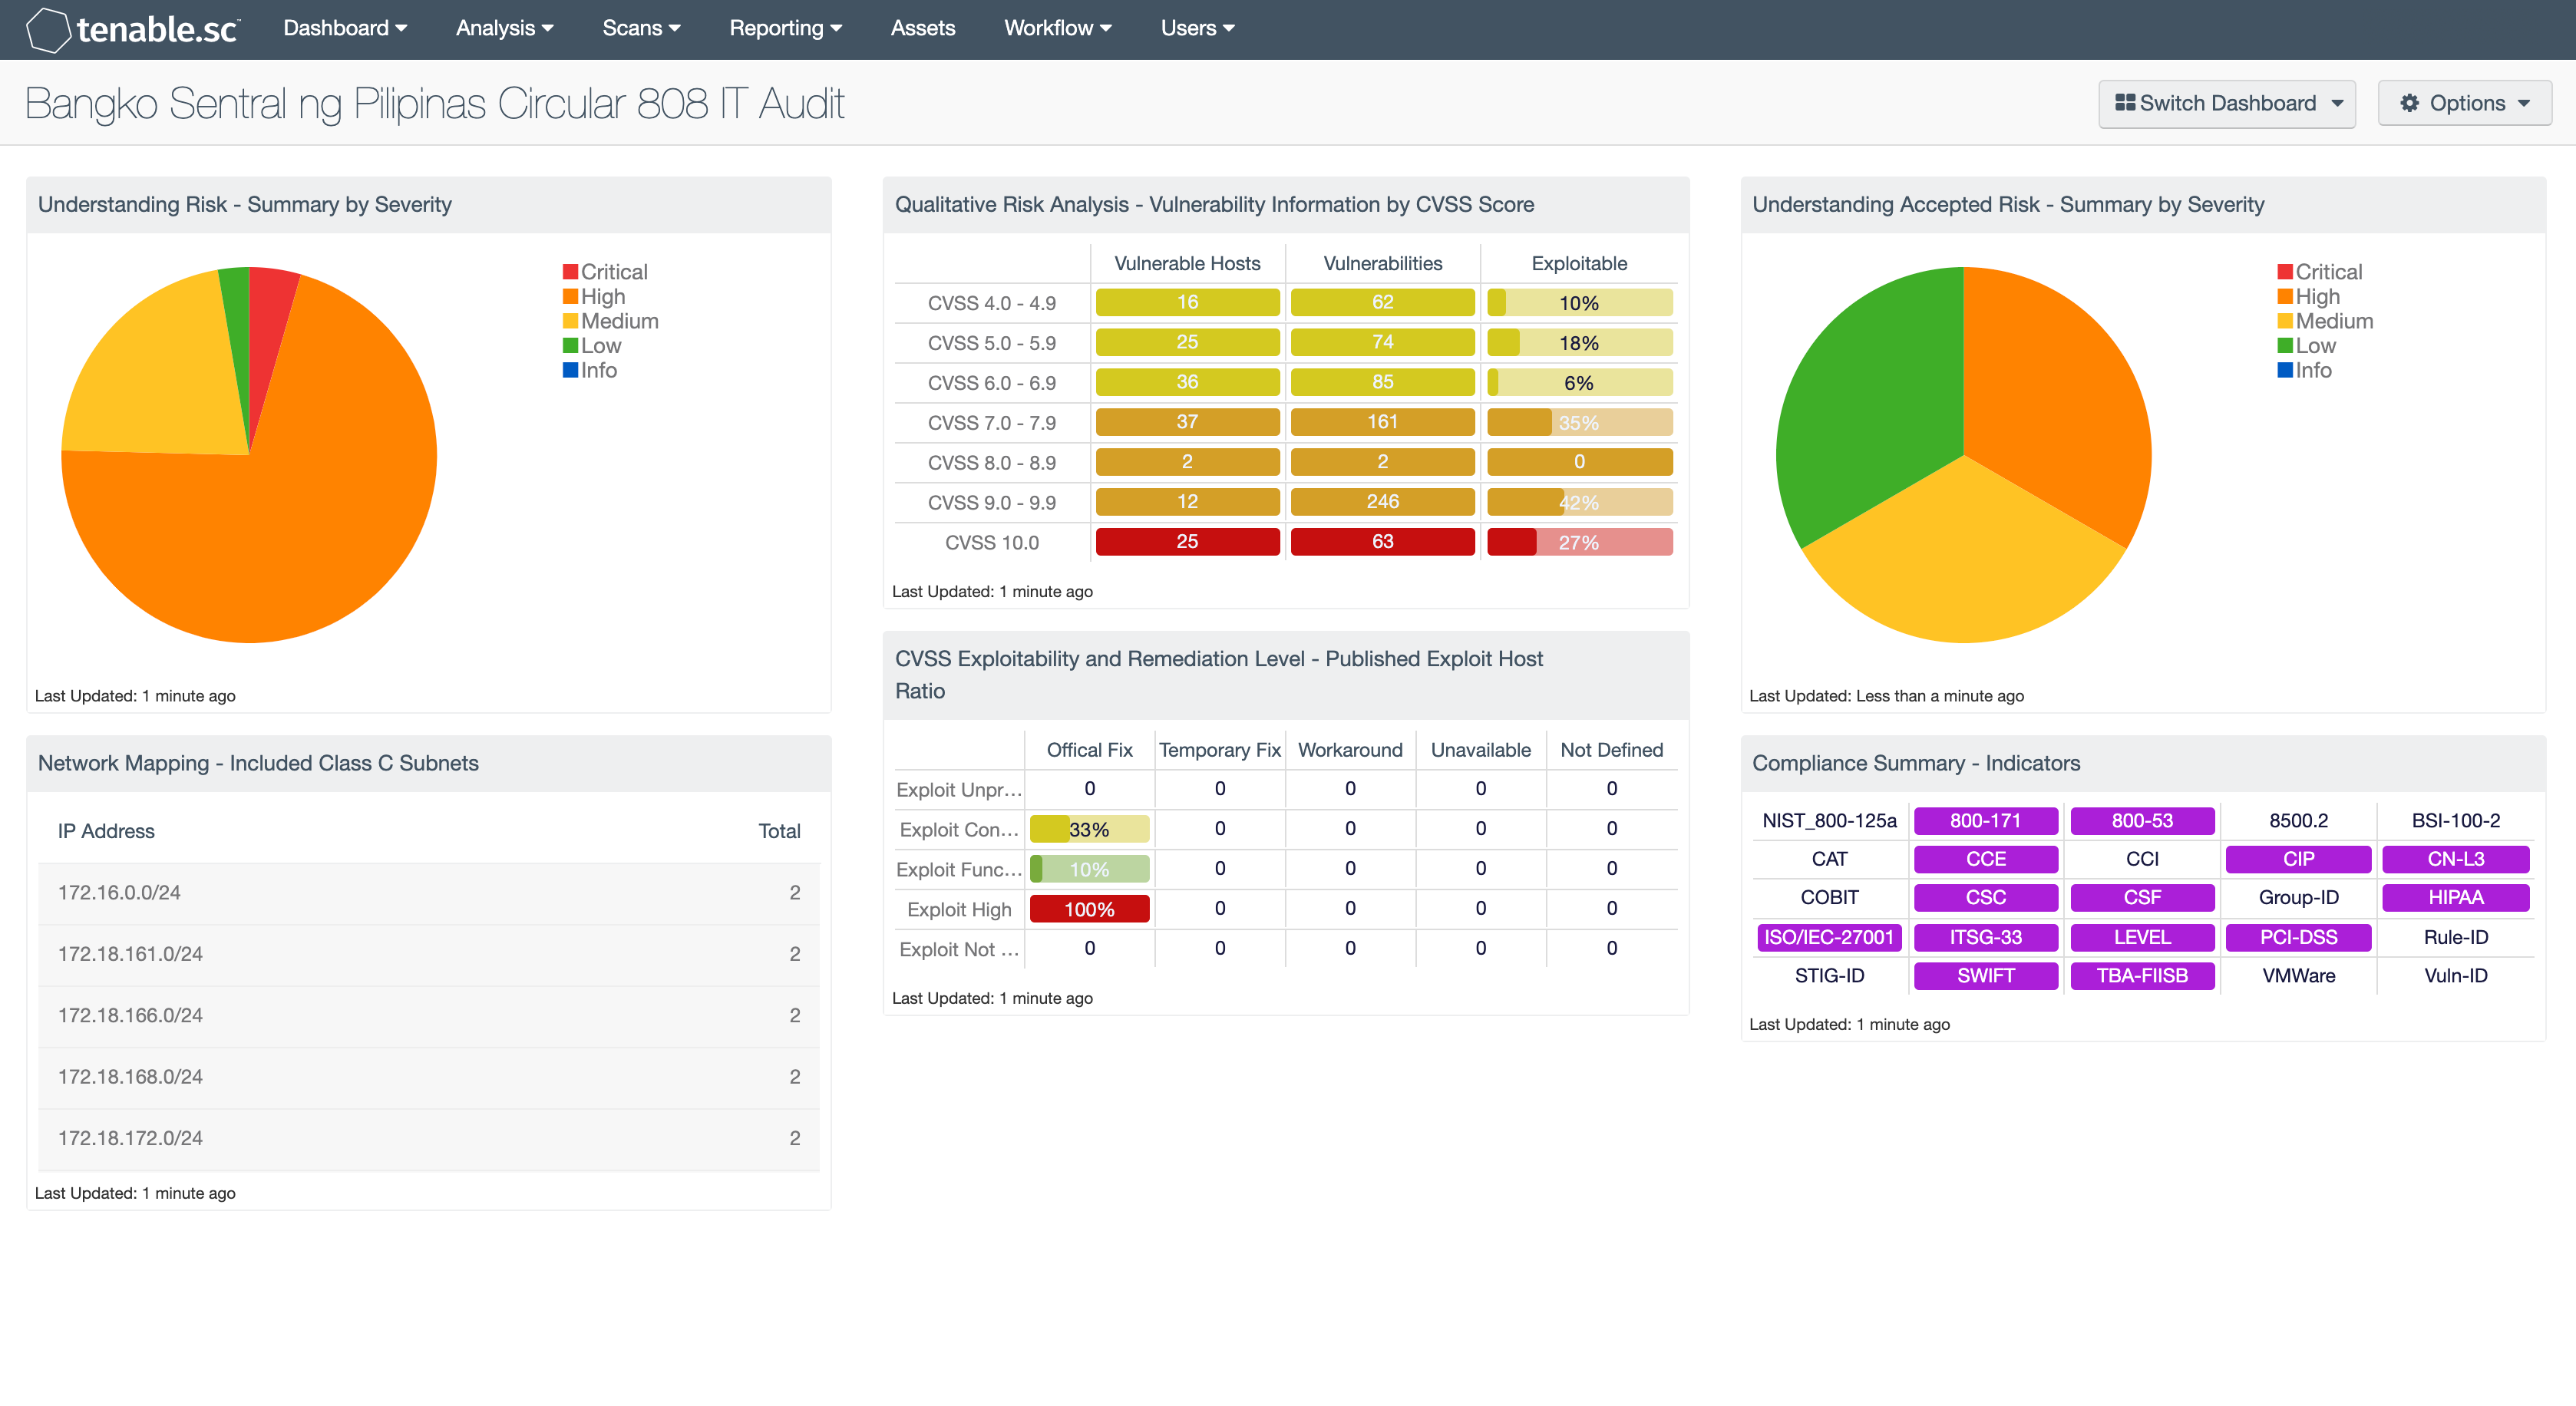 tenable.sc
Dashboard Analysis Scans Reporting Assets Workflow Users
Bangko Sentral ng Pilipinas Circular 808 IT Audit
Switch Dashboard Options
Understanding Risk - Summary by Severity
Critical
High
Medium
Low
Info
Last Updated: 1 minute ago
Network Mapping - Included Class C Subnets
IP Address Total
172.16.0.0/24 2
172.18.161.0/24 2
172.18.166.0/24 2
172.18.168.0/24 2
172.18.172.0/24 2
Last Updated: 1 minute ago
Qualitative Risk Analysis - Vulnerability Information by CVSS Score
Vulnerable Hosts Vulnerabilities Exploitable
CVSS 4.0 - 4.9 16 62 10%
CVSS 5.0 - 5.9 25 74 18%
CVSS 6.0 - 6.9 36 85 6%
CVSS 7.0 - 7.9 37 161 35%
CVSS 8.0 - 8.9 2 2 0
CVSS 9.0 - 9.9 12 246 42%
CVSS 10.0 25 63 27%
Last Updated: 1 minute ago
CVSS Exploitability and Remediation Level - Published Exploit Host
Ratio
Offical Fix Temporary Fix Workaround Unavailable Not Defined
Exploit Unpr... 0 0 0 0 0
Exploit Con... 33% 0 0 0 0
Exploit Func... 10% 0 0 0 0
Exploit High 100% 0 0 0 0
Exploit Not ... 0 0 0 0 0
Last Updated: 1 minute ago
Understanding Accepted Risk - Summary by Severity
Critical
High
Medium
Low
Info
Last Updated: Less than a minute ago
Compliance Summary - Indicators
NIST_800-125a 800-171 800-53 8500.2 BSI-100-2
CAT CCE CCI CIP CN-L3
COBIT CSC CSF Group-ID HIPAA
ISO/IEC-27001 ITSG-33 LEVEL PCI-DSS Rule-ID
STIG-ID SWIFT TBA-FIISB VMWare Vuln-ID
Last Updated: 1 minute ago